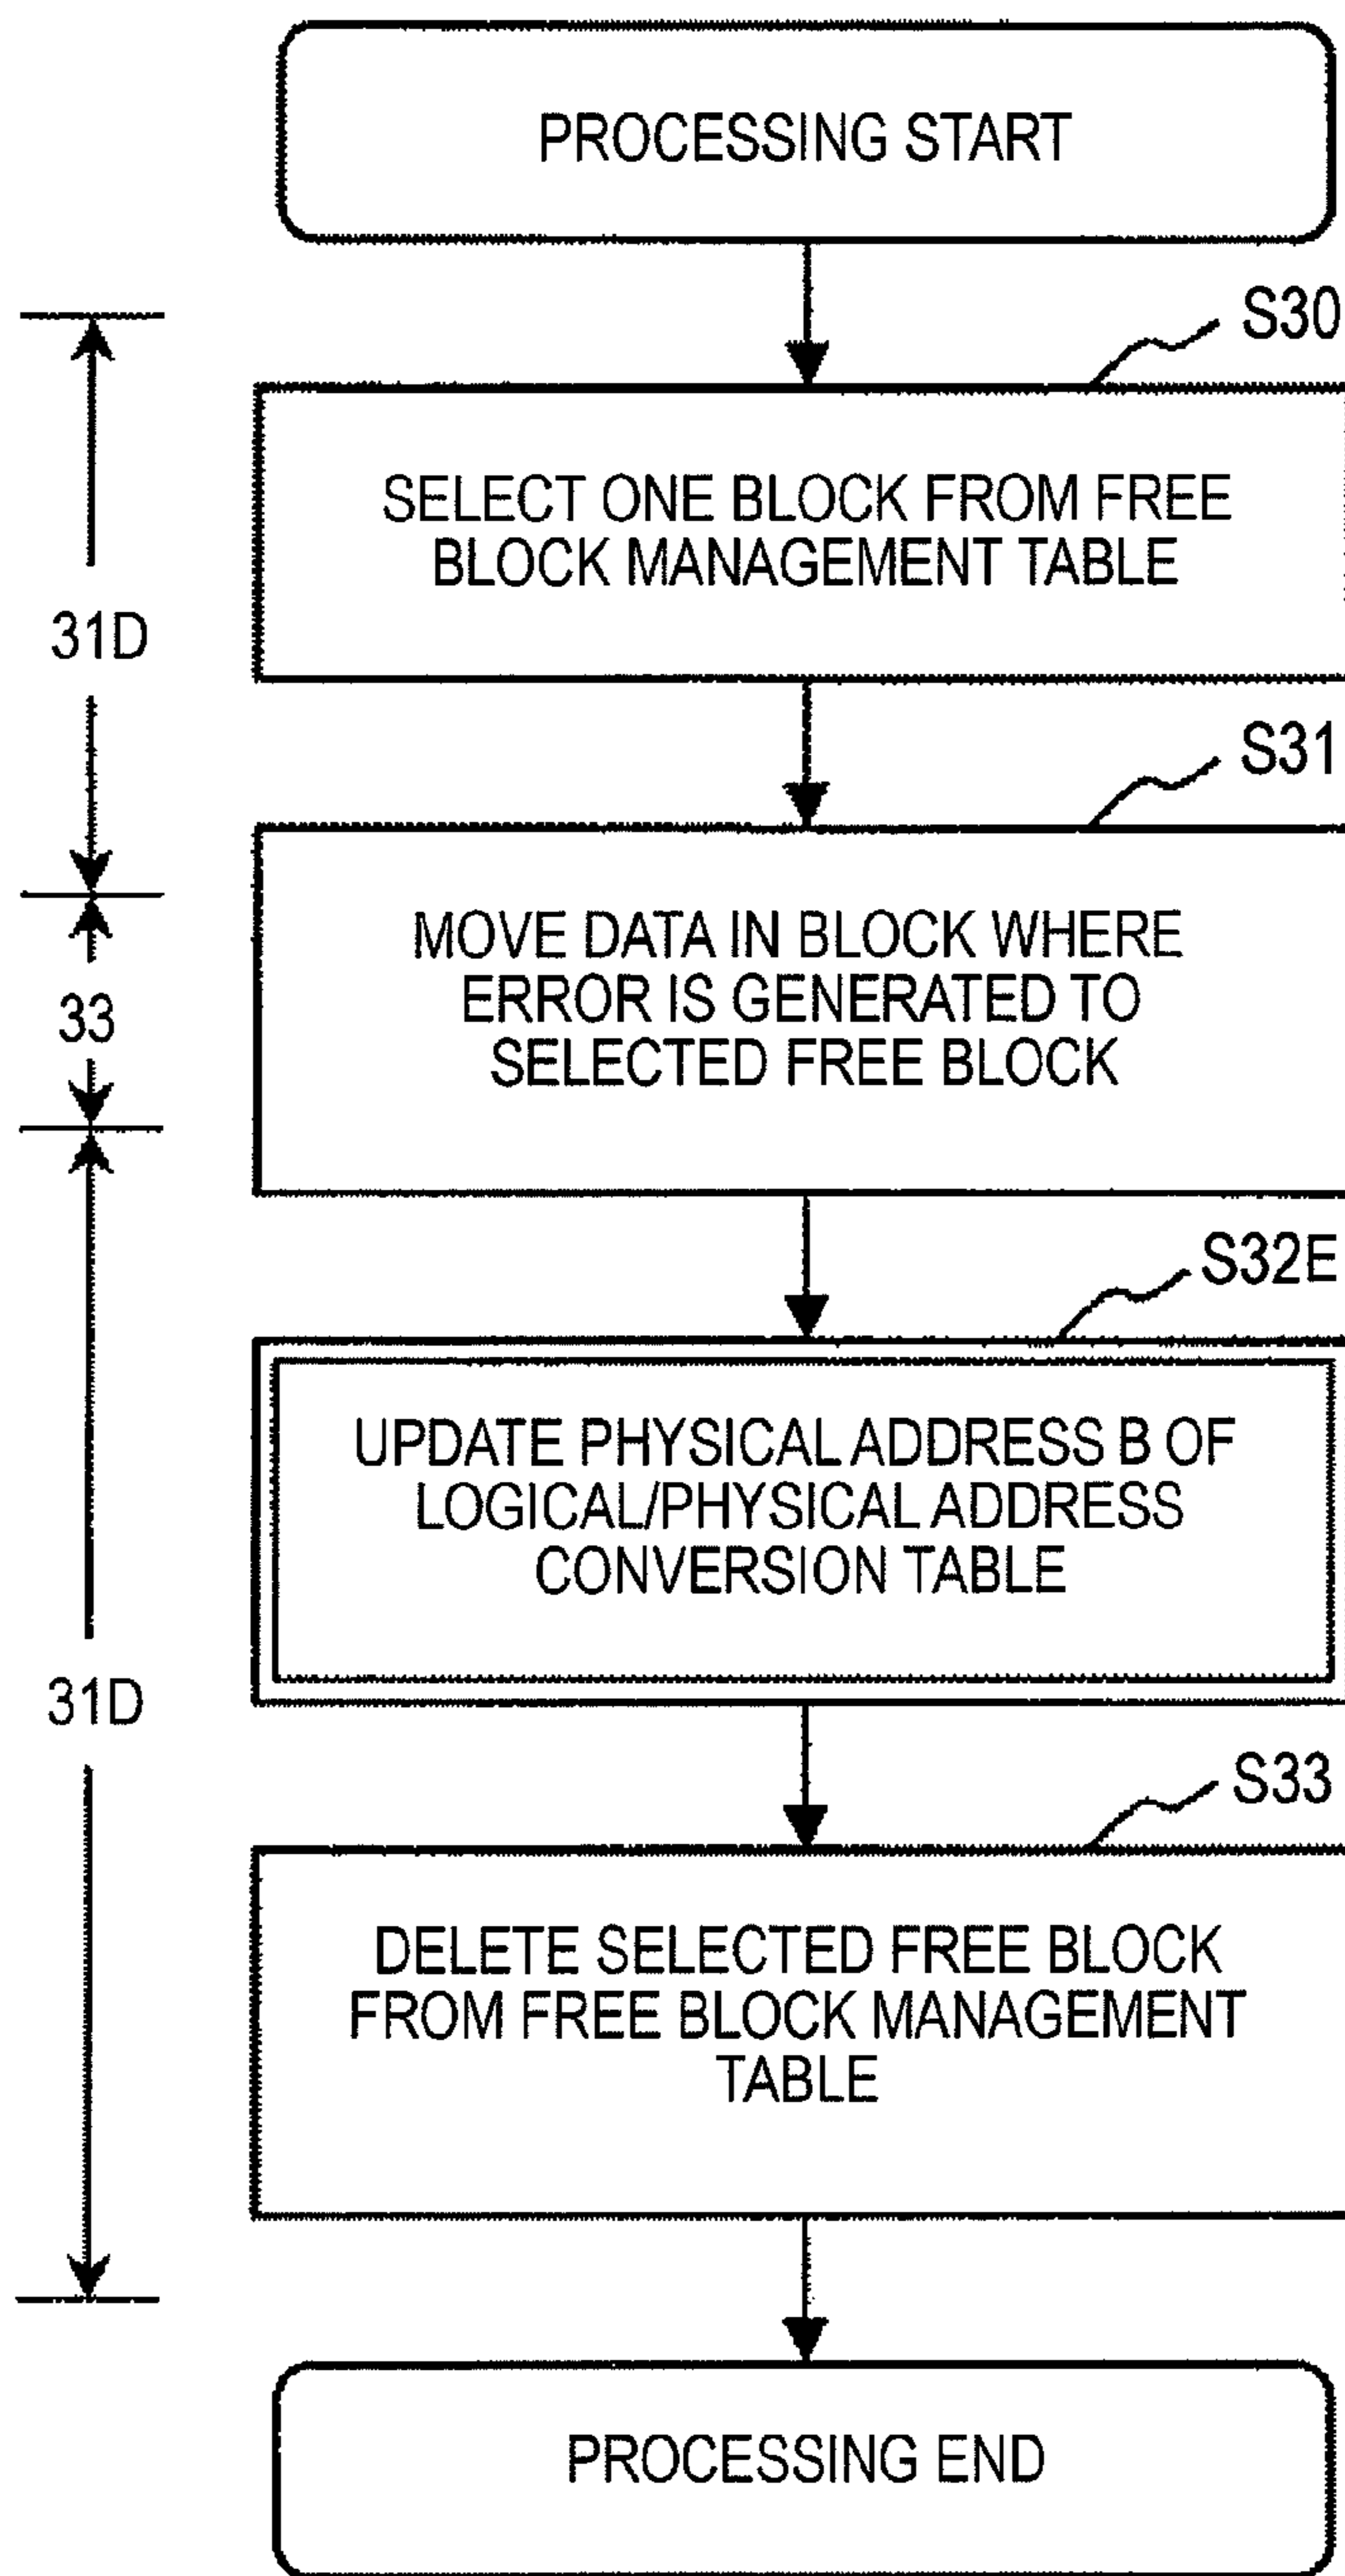 PROCESSING START
S30
SELECT ONE BLOCK FROM FREE
BLOCK MANAGEMENT TABLE
31D
S31
MOVE DATA IN BLOCK WHERE
ERROR IS GENERATED TO
SELECTED FREE BLOCK
33
S32E
UPDATE PHYSICAL ADDRESS B OF
LOGICAL/PHYSICAL ADDRESS
CONVERSION TABLE
31D
S33
DELETE SELECTED FREE BLOCK
FROM FREE BLOCK MANAGEMENT
TABLE
PROCESSING END